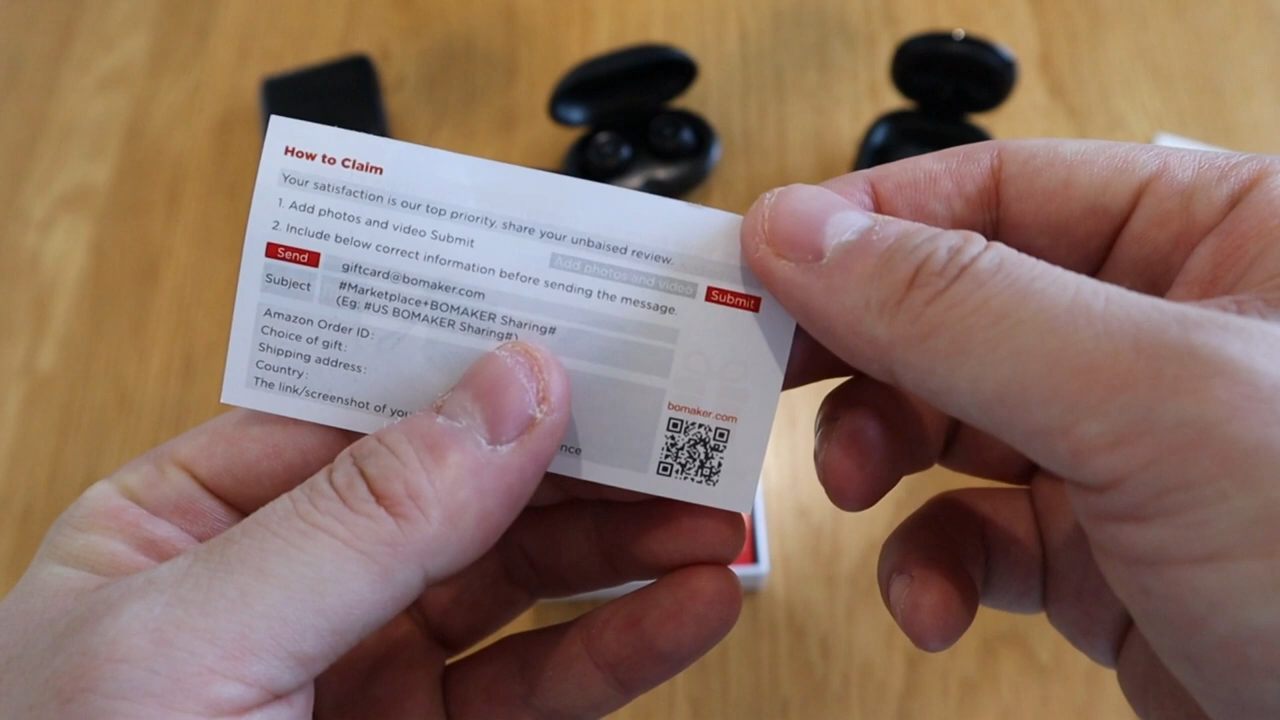 How to Claim
Your satisfaction is our top priority, share your unbaised review.
1. Add photos and video Submit
Add photos and video
Submit
2. Include below correct information before sending the message.
Send
giftcard@bomaker.com
Subject
#Marketplace+BOMAKER Sharing#
(Eg: #US BOMAKER Sharing#)
Amazon Order ID:
Choice of gift:
Shipping address:
Country:
The link/screenshot of
bomaker.com